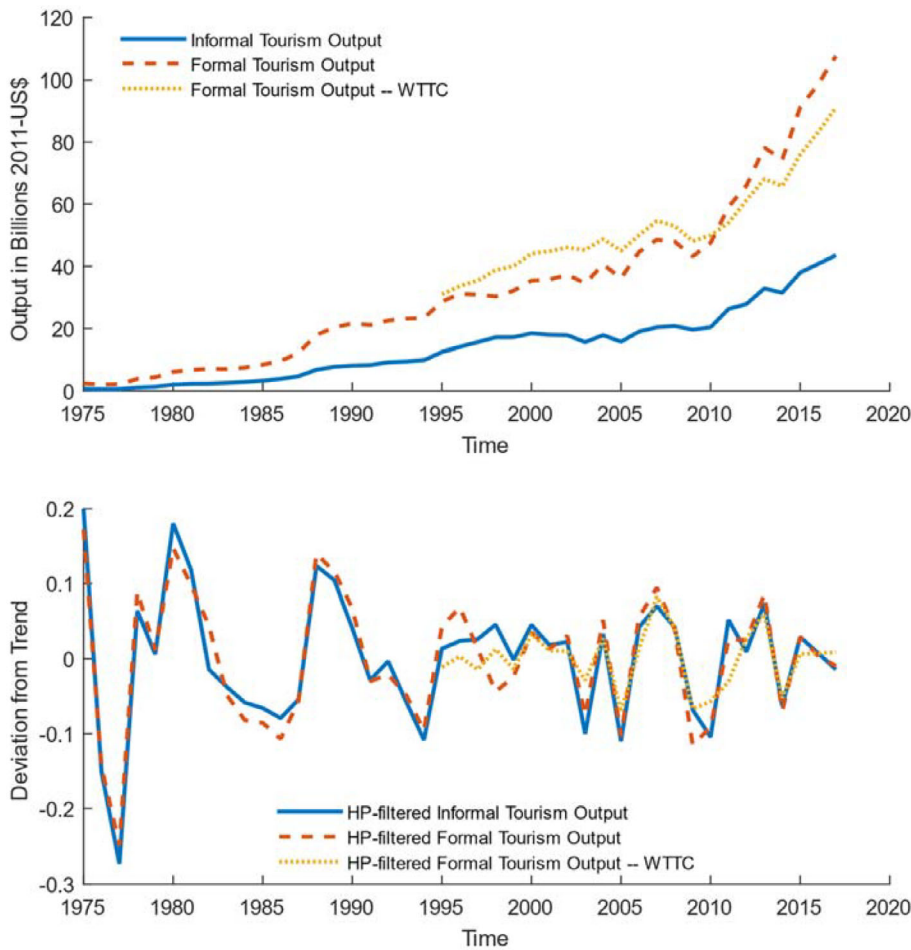 120
100
80
60
40
20
0
Output in Billions 2011-US$
Informal Tourism Output
Formal Tourism Output
Formal Tourism Output -- WTTC
1975 1980 1985 1990 1995 2000 2005 2010 2015 2020
Time
0.2
0.1
0
-0.1
-0.2
-0.3
Deviation from Trend
HP-filtered Informal Tourism Output
HP-filtered Formal Tourism Output
HP-filtered Formal Tourism Output -- WTTC
1975 1980 1985 1990 1995 2000 2005 2010 2015 2020
Time